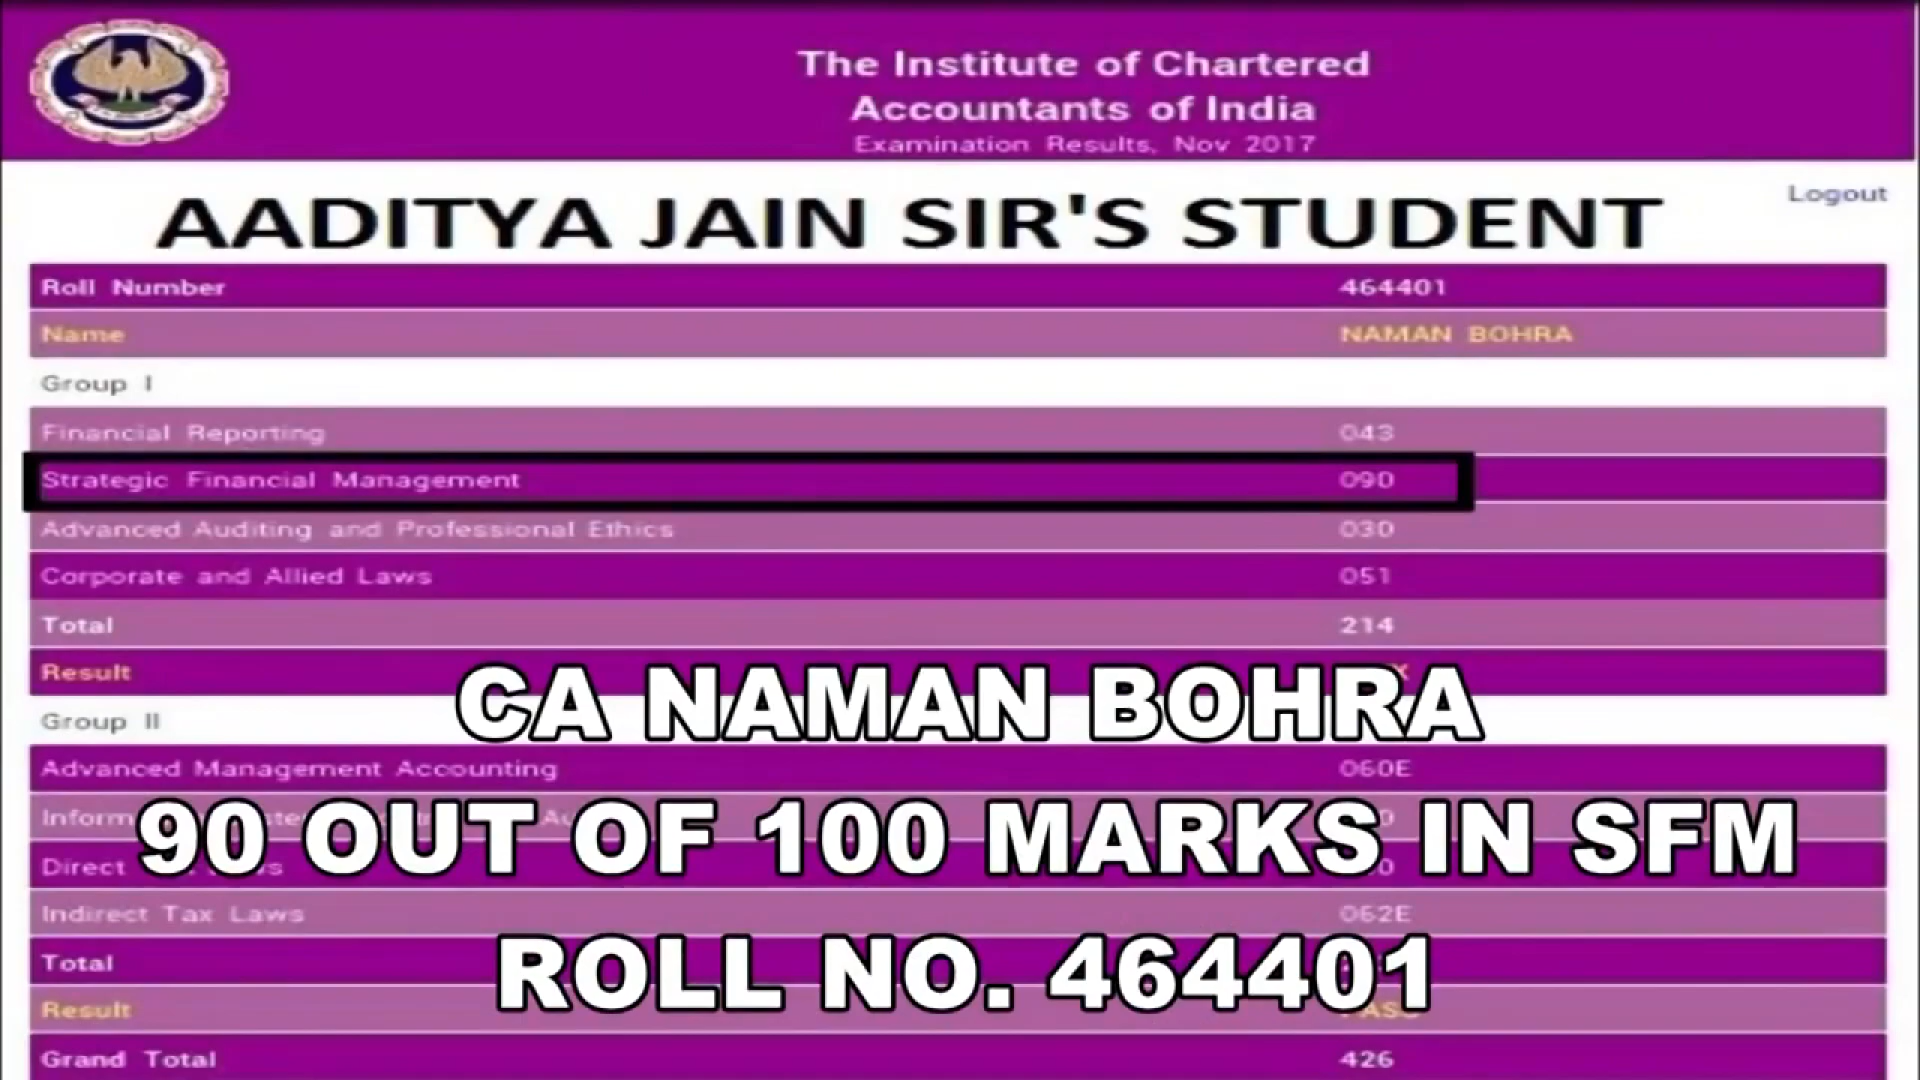 The Institute of Chartered
Accountants of India
Examination Results, Nov 2017
Logout
AADITYA JAIN SIR'S STUDENT
Roll Number 464401
Name NAMAN BOHRA
Group I
Financial Reporting 043
Strategic Financial Management 090
Advanced Auditing and Professional Ethics 030
Corporate and Allied Laws 051
Total 214
Result
CA NAMAN BOHRA
Group II
Advanced Management Accounting 060E
90 OUT OF 100 MARKS IN SFM
Direct
Indirect Tax Laws 062E
Total
ROLL NO. 464401
Result
Grand Total 426